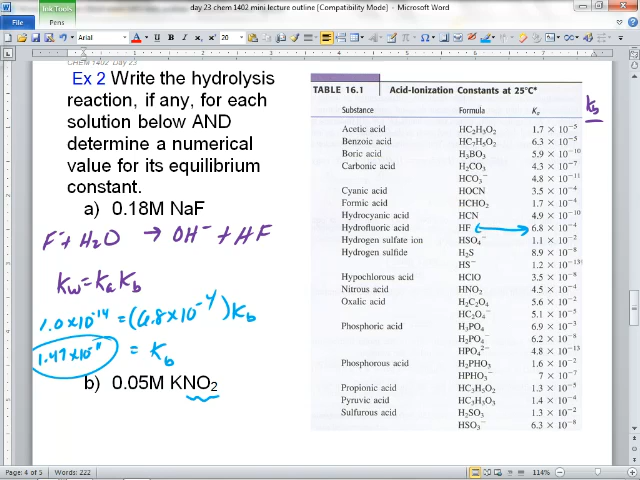 day 23 chem 1402 mini lecture outline [Compatibility Mode] - Microsoft Word
InkTools
File
Pens
Arial
20
CHEM 1402 Day 23
Ex 2 Write the hydrolysis
reaction, if any, for each
solution below AND
determine a numerical
value for its equilibrium
constant.
a) 0.18M NaF
F⁻ + H₂O → OH⁻ + HF
Kw = Ka Kb
1.0x10⁻¹⁴ = (6.8x10⁻⁴) Kb
1.47x10⁻¹¹ = Kb
b) 0.05M KNO₂
TABLE 16.1 Acid-Ionization Constants at 25°C*
Kb
Substance Formula Kₐ
Acetic acid HC₂H₃O₂ 1.7 × 10⁻⁵
Benzoic acid HC₇H₅O₂ 6.3 × 10⁻⁵
Boric acid H₃BO₃ 5.9 × 10⁻¹⁰
Carbonic acid H₂CO₃ 4.3 × 10⁻⁷
HCO₃⁻ 4.8 × 10⁻¹¹
Cyanic acid HOCN 3.5 × 10⁻⁴
Formic acid HCHO₂ 1.7 × 10⁻⁴
Hydrocyanic acid HCN 4.9 × 10⁻¹⁰
Hydrofluoric acid HF 6.8 × 10⁻⁴
Hydrogen sulfate ion HSO₄⁻ 1.1 × 10⁻²
Hydrogen sulfide H₂S 8.9 × 10⁻⁸
HS⁻ 1.2 × 10⁻¹³
Hypochlorous acid HClO 3.5 × 10⁻⁸
Nitrous acid HNO₂ 4.5 × 10⁻⁴
Oxalic acid H₂C₂O₄ 5.6 × 10⁻²
HC₂O₄⁻ 5.1 × 10⁻⁵
Phosphoric acid H₃PO₄ 6.9 × 10⁻³
H₂PO₄⁻ 6.2 × 10⁻⁸
HPO₄²⁻ 4.8 × 10⁻¹³
Phosphorous acid H₂PHO₃ 1.6 × 10⁻²
HPHO₃⁻ 7 × 10⁻⁷
Propionic acid HC₃H₅O₂ 1.3 × 10⁻⁵
Pyruvic acid HC₃H₃O₃ 1.4 × 10⁻⁴
Sulfurous acid H₂SO₃ 1.3 × 10⁻²
HSO₃⁻ 6.3 × 10⁻⁸
Page: 4 of 5 Words: 222
114%